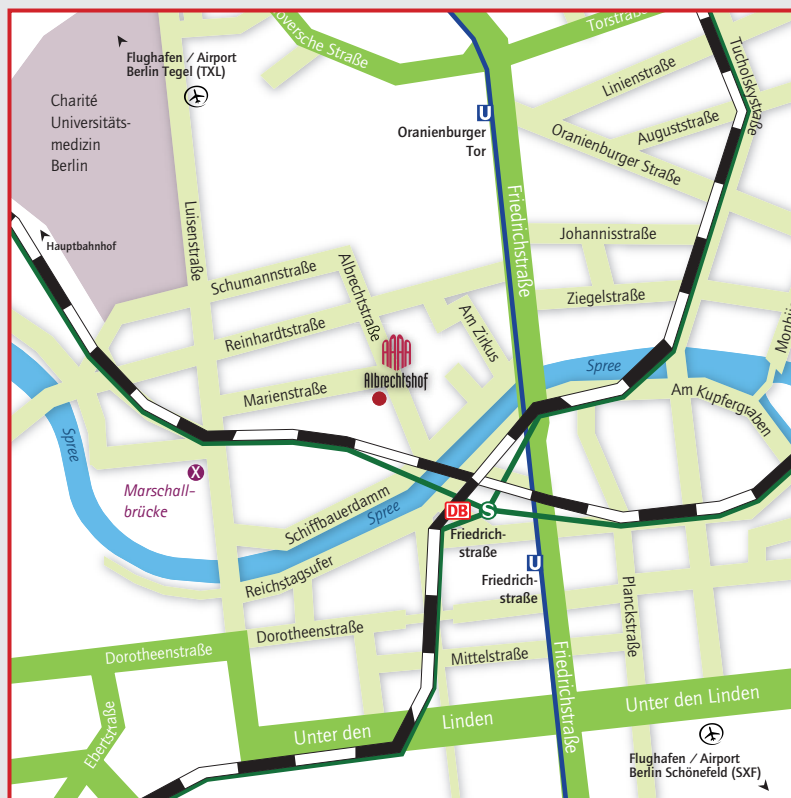 oversche Straße
Torstraße
Flughafen / Airport
Berlin Tegel (TXL)
Charité
Universitäts-
medizin
Berlin
Linienstraße
Tucholskystraße
Auguststraße
Oranienburger Straße
U
Oranienburger
Tor
Friedrichstraße
Luisenstraße
Hauptbahnhof
Johannisstraße
Schumannstraße
Albrechtstraße
Ziegelstraße
Reinhardtstraße
Am Zirkus
Monbij
Albrechtshof
Spree
Marienstraße
Am Kupfergraben
Spree
X
Marschall-
brücke
Schiffbauerdamm
Spree
DB
S
Friedrich-
straße
U
Friedrich-
straße
Reichstagsufer
Planckstraße
Dorotheenstraße
Dorotheenstraße
Mittelstraße
Friedrichstraße
Unter den
Linden
Unter den Linden
Ebertstraße
Flughafen / Airport
Berlin Schönefeld (SXF)